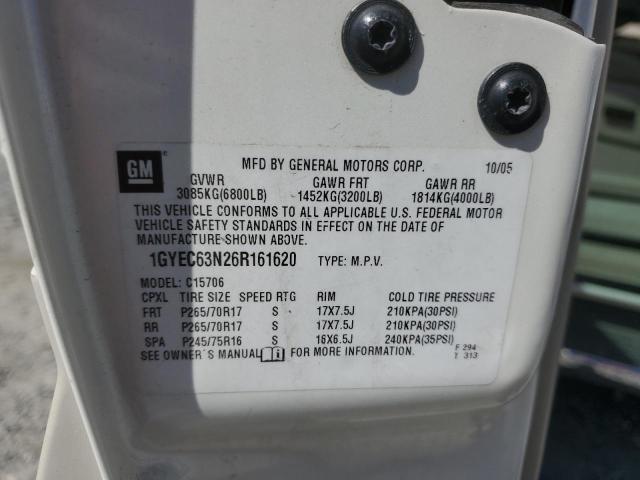 GM
MFD BY GENERAL MOTORS CORP. 10/05
GVWR GAWR FRT GAWR RR
3085KG(6800LB) 1452KG(3200LB) 1814KG(4000LB)
THIS VEHICLE CONFORMS TO ALL APPLICABLE U.S. FEDERAL MOTOR
VEHICLE SAFETY STANDARDS IN EFFECT ON THE DATE OF
MANUFACTURE SHOWN ABOVE.
1GYEC63N26R161620 TYPE: M.P.V.
MODEL: C15706
CPXL TIRE SIZE SPEED RTG RIM COLD TIRE PRESSURE
FRT P265/70R17 S 17X7.5J 210KPA(30PSI)
RR P265/70R17 S 17X7.5J 210KPA(30PSI)
SPA P245/75R16 S 16X6.5J 240KPA(35PSI)
SEE OWNER'S MANUAL FOR MORE INFORMATION. F 294
T 313